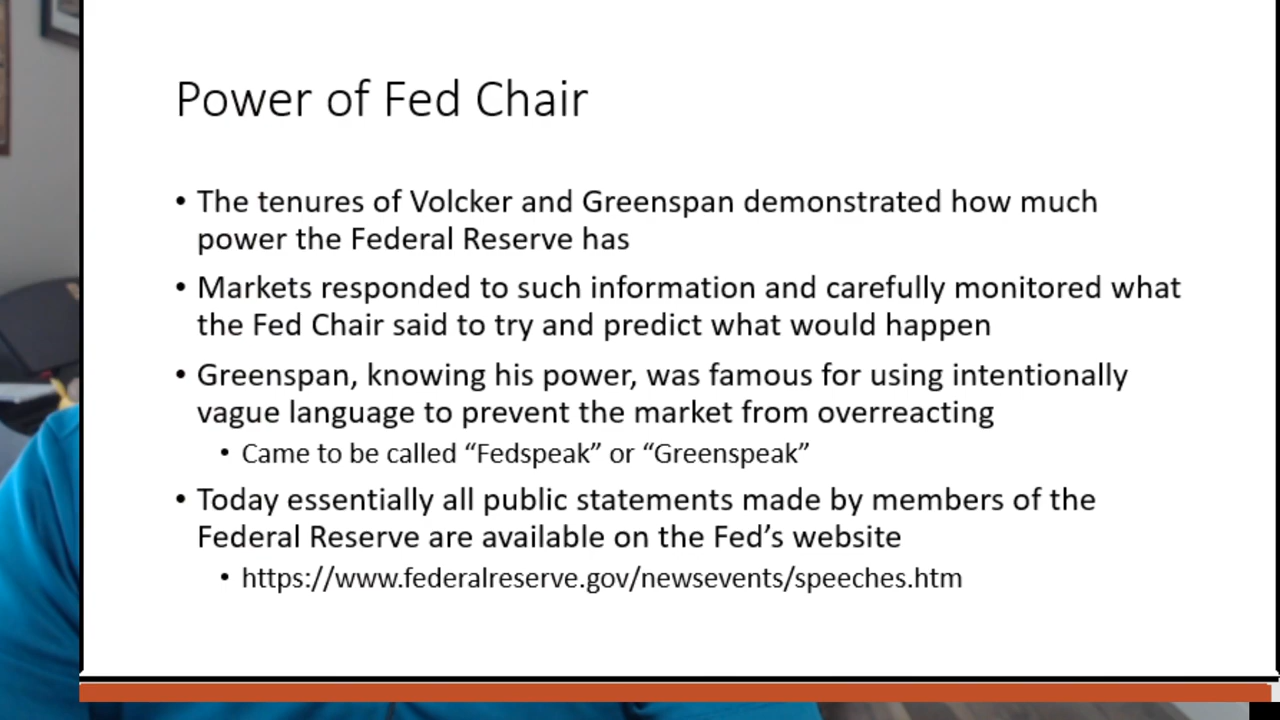 Power of Fed Chair
• The tenures of Volcker and Greenspan demonstrated how much
power the Federal Reserve has
• Markets responded to such information and carefully monitored what
the Fed Chair said to try and predict what would happen
• Greenspan, knowing his power, was famous for using intentionally
vague language to prevent the market from overreacting
• Came to be called “Fedspeak” or “Greenspeak”
• Today essentially all public statements made by members of the
Federal Reserve are available on the Fed’s website
• https://www.federalreserve.gov/newsevents/speeches.htm